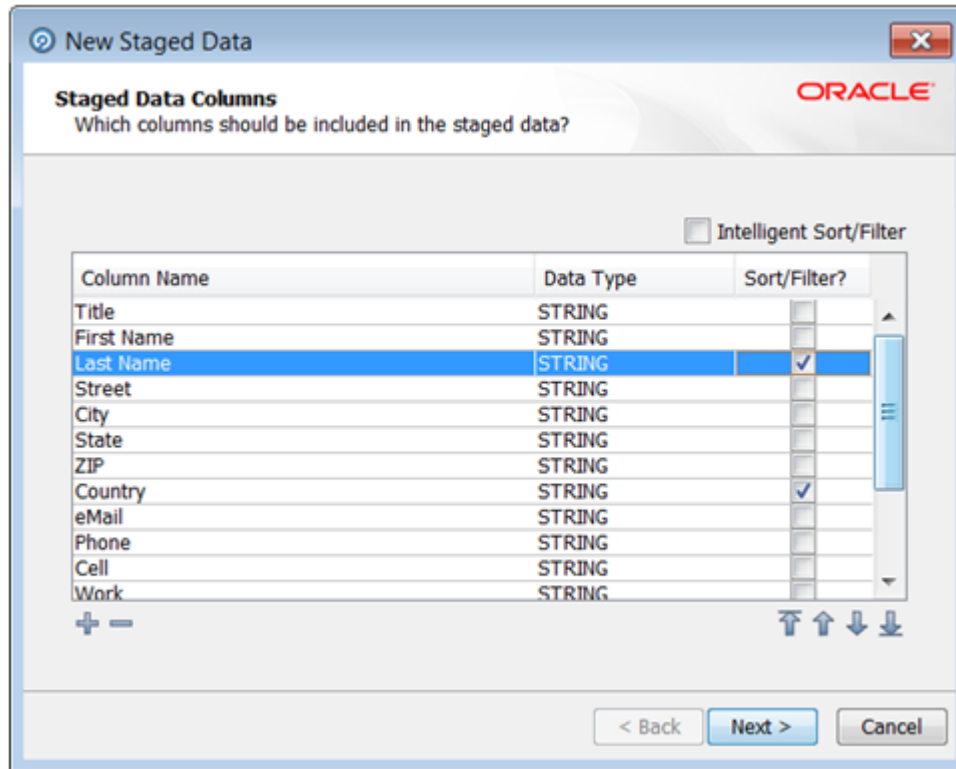 New Staged Data
Staged Data Columns
ORACLE
Which columns should be included in the staged data?
Intelligent Sort/Filter
Column Name Data Type Sort/Filter?
Title STRING
First Name STRING
Last Name STRING
Street STRING
City STRING
State STRING
ZIP STRING
Country STRING
eMail STRING
Phone STRING
Cell STRING
Work STRING
< Back Next > Cancel